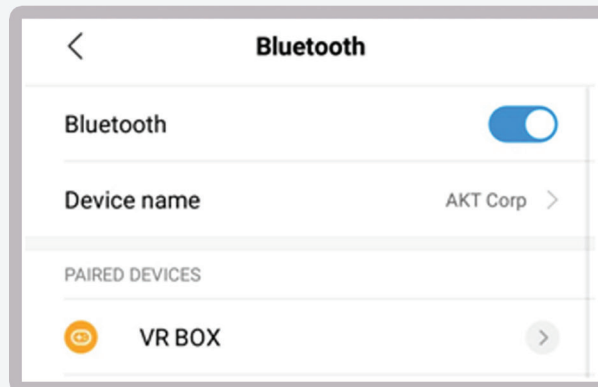 Bluetooth
Bluetooth
Device name AKT Corp
PAIRED DEVICES
VR BOX